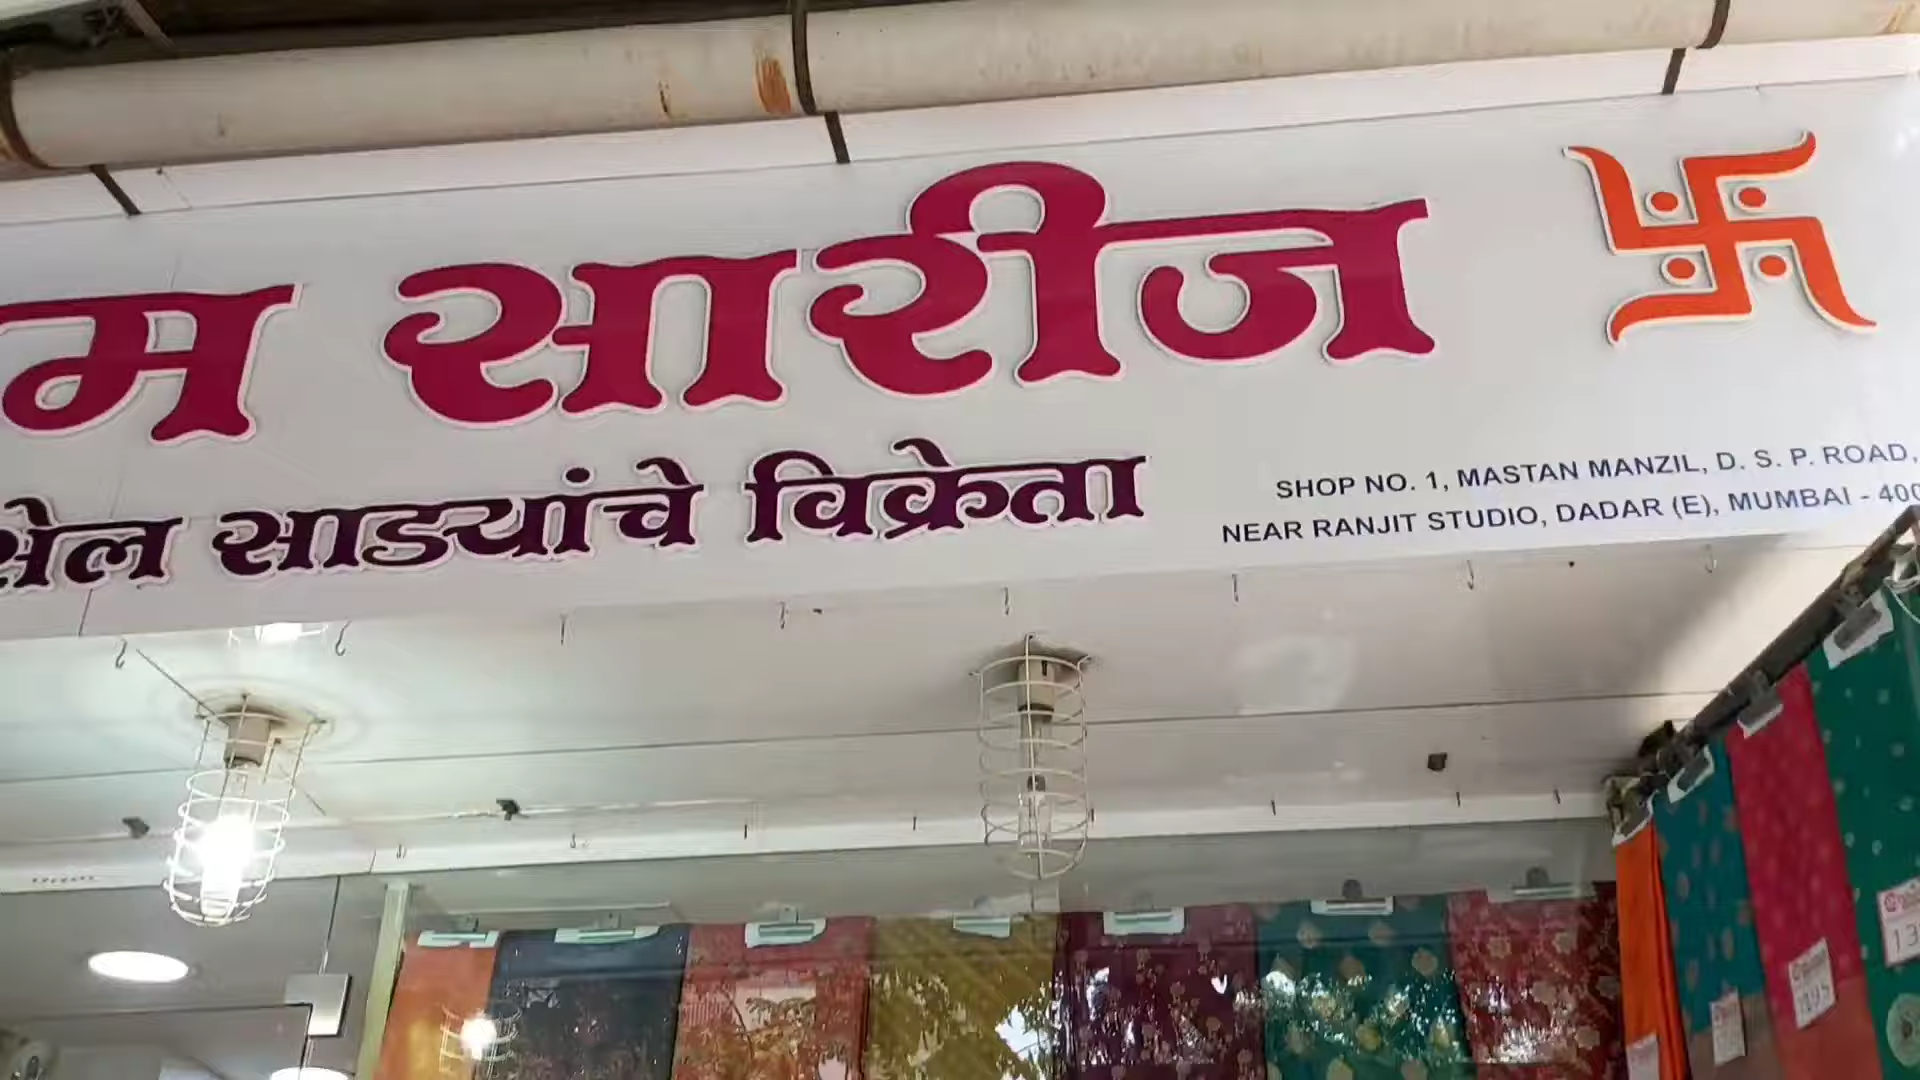 म सारीज
सेल साड्यांचे विक्रेता
SHOP NO. 1, MASTAN MANZIL, D. S. P. ROAD,
NEAR RANJIT STUDIO, DADAR (E), MUMBAI - 400